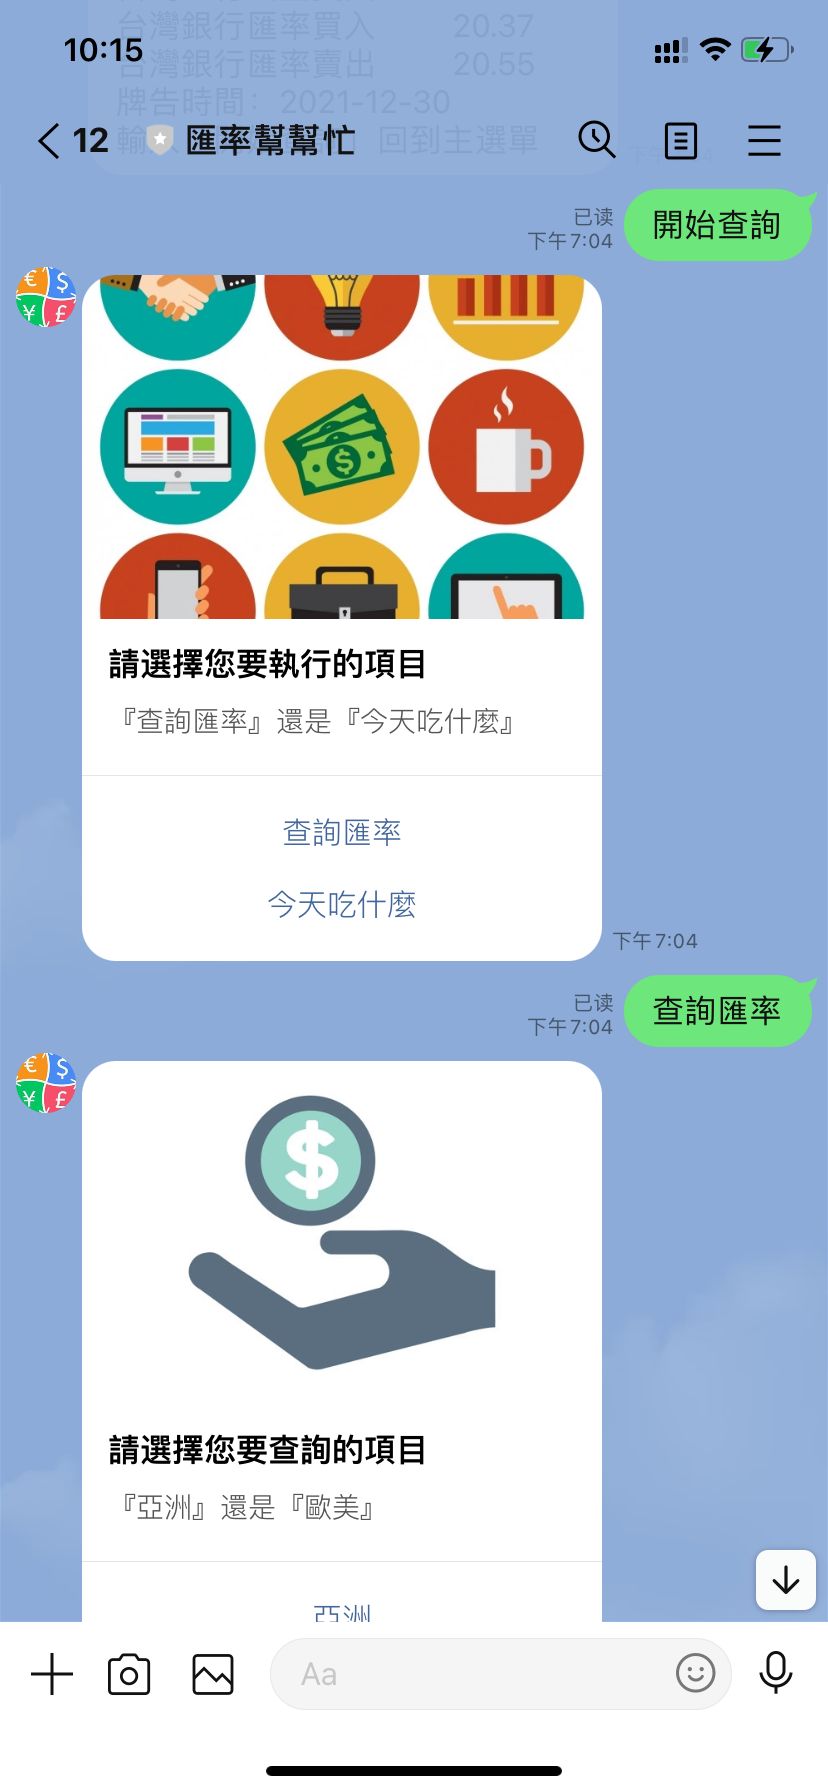 台灣銀行匯率買入 20.37
10:15
台灣銀行匯率賣出 20.55
牌告時間：2021-12-30
12 匯率幫幫忙
回到主選單
已读
下午 7:04
開始查詢
€ $
¥ £
$
請選擇您要執行的項目
『查詢匯率』還是『今天吃什麼』
查詢匯率
今天吃什麼
下午 7:04
已读
下午 7:04
查詢匯率
€ $
¥ £
$
請選擇您要查詢的項目
『亞洲』還是『歐美』
亞洲
Aa